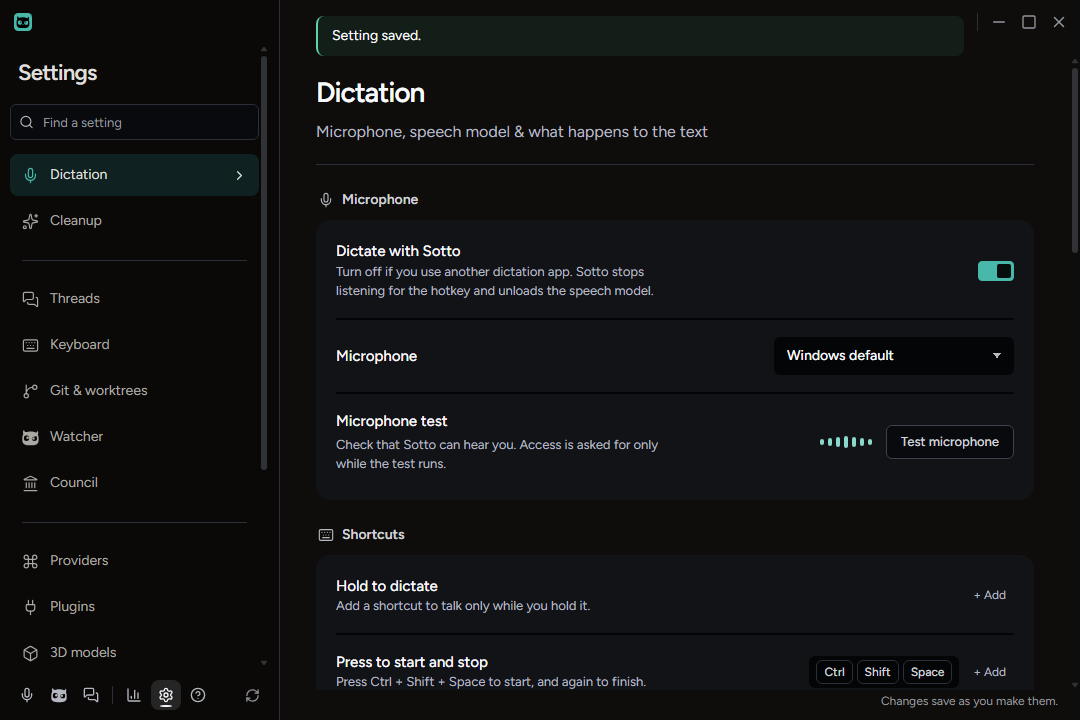 Settings
Find a setting
Dictation
Cleanup
Threads
Keyboard
Git & worktrees
Watcher
Council
Providers
Plugins
3D models
Setting saved.
Dictation
Microphone, speech model & what happens to the text
Microphone
Dictate with Sotto
Turn off if you use another dictation app. Sotto stops
listening for the hotkey and unloads the speech model.
Microphone
Windows default
Microphone test
Check that Sotto can hear you. Access is asked for only
while the test runs.
Test microphone
Shortcuts
Hold to dictate
Add a shortcut to talk only while you hold it.
+ Add
Press to start and stop
Press Ctrl + Shift + Space to start, and again to finish.
Ctrl Shift Space + Add
Changes save as you make them.